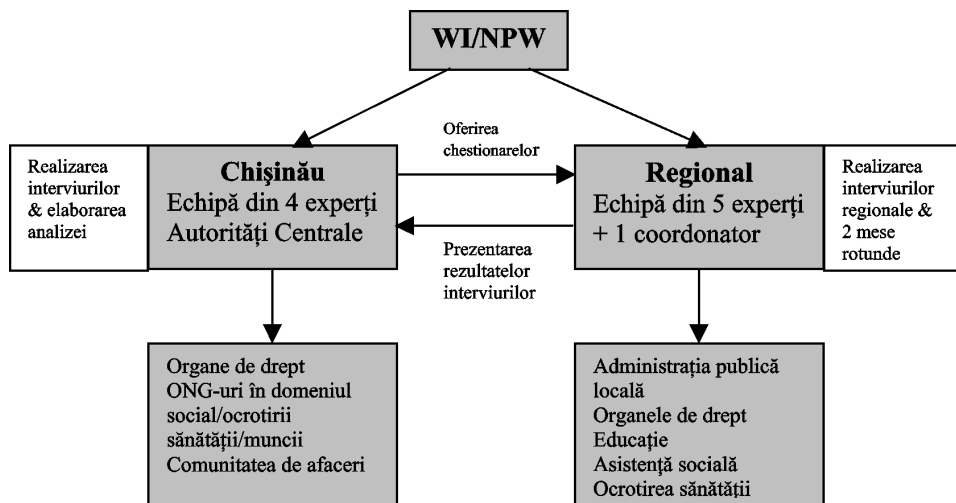 WI/NPW
Oferirea
chestionarelor
Realizarea
interviurilor
& elaborarea
analizei
Chişinău
Echipă din 4 experţi
Autorităţi Centrale
Regional
Echipă din 5 experţi
+ 1 coordonator
Realizarea
interviurilor
regionale &
2 mese
rotunde
Prezentarea
rezultatelor
interviurilor
Organe de drept
ONG-uri în domeniul
social/ocrotirii
sănătăţii/muncii
Comunitatea de afaceri
Administraţia publică
locală
Organele de drept
Educaţie
Asistenţă socială
Ocrotirea sănătăţii